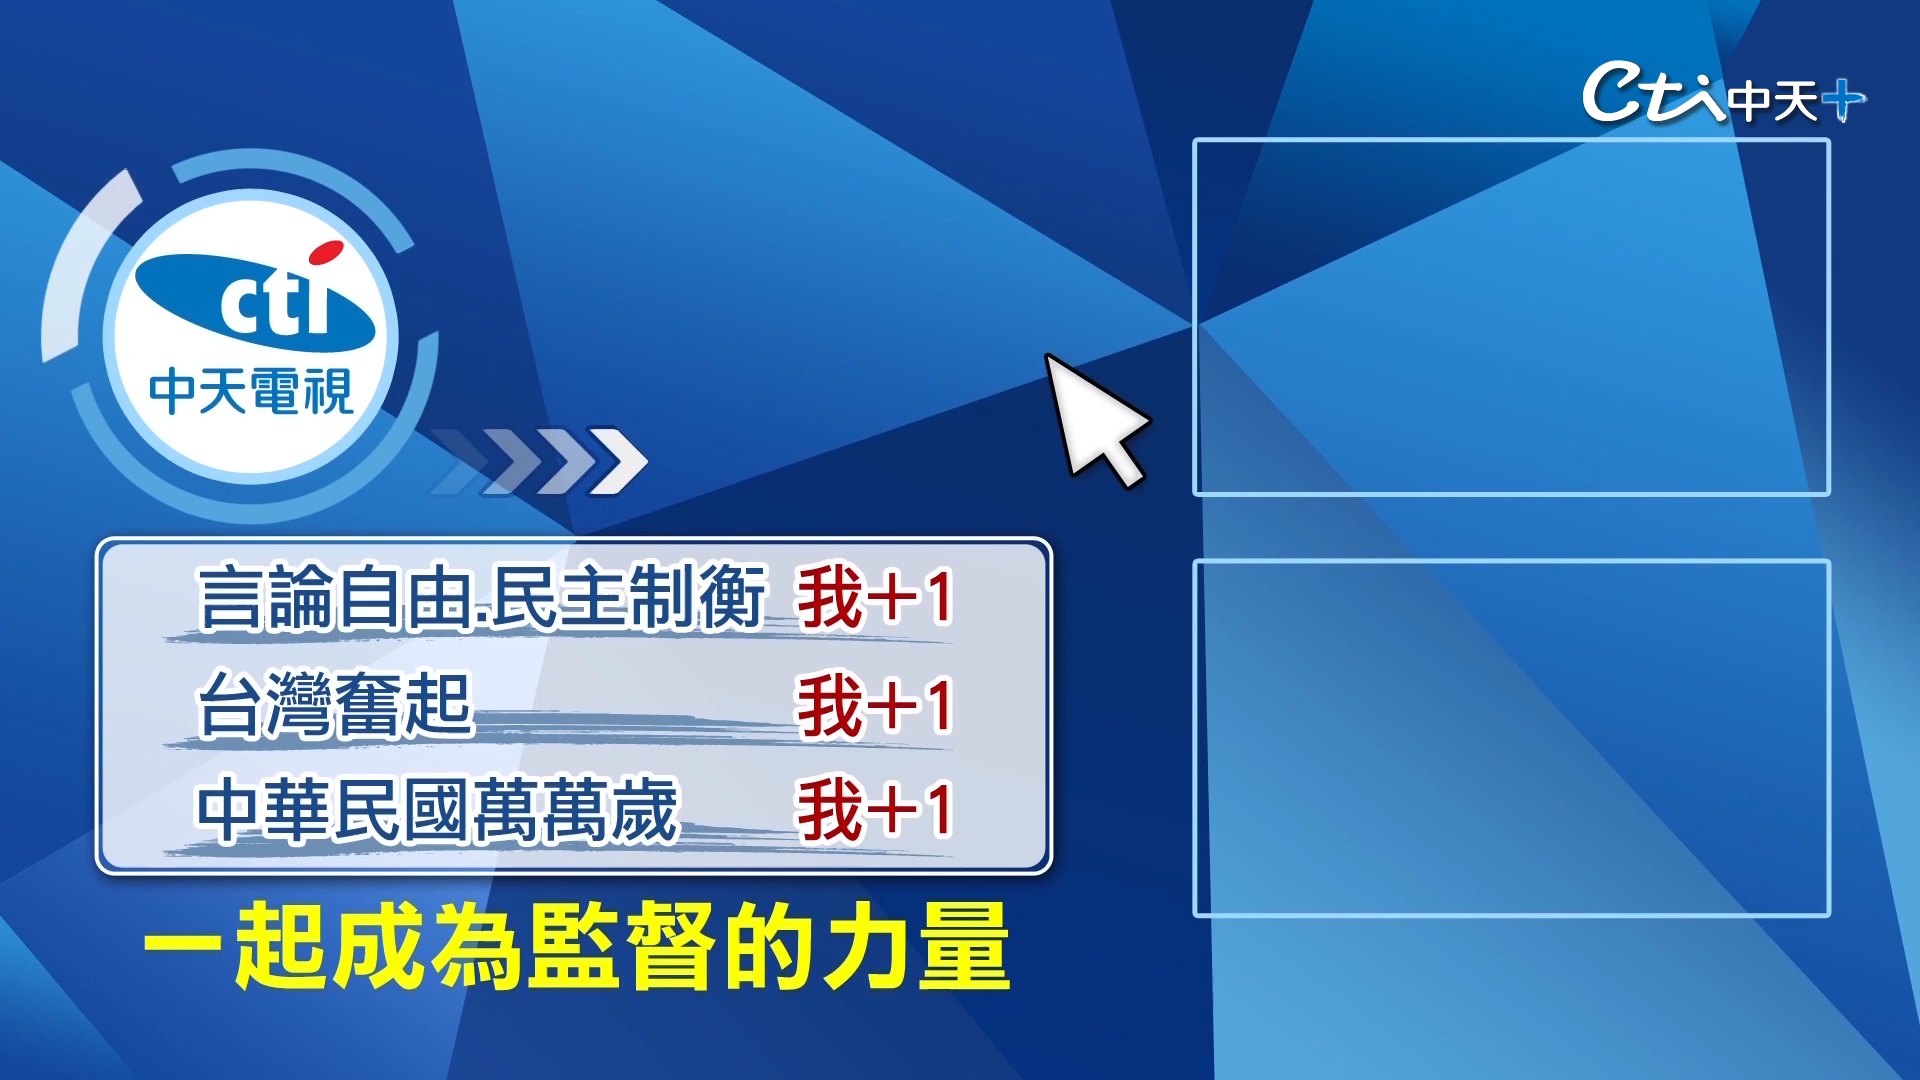 cti中天+
cti
中天電視
言論自由.民主制衡 我+1
台灣奮起 我+1
中華民國萬萬歲 我+1
一起成為監督的力量